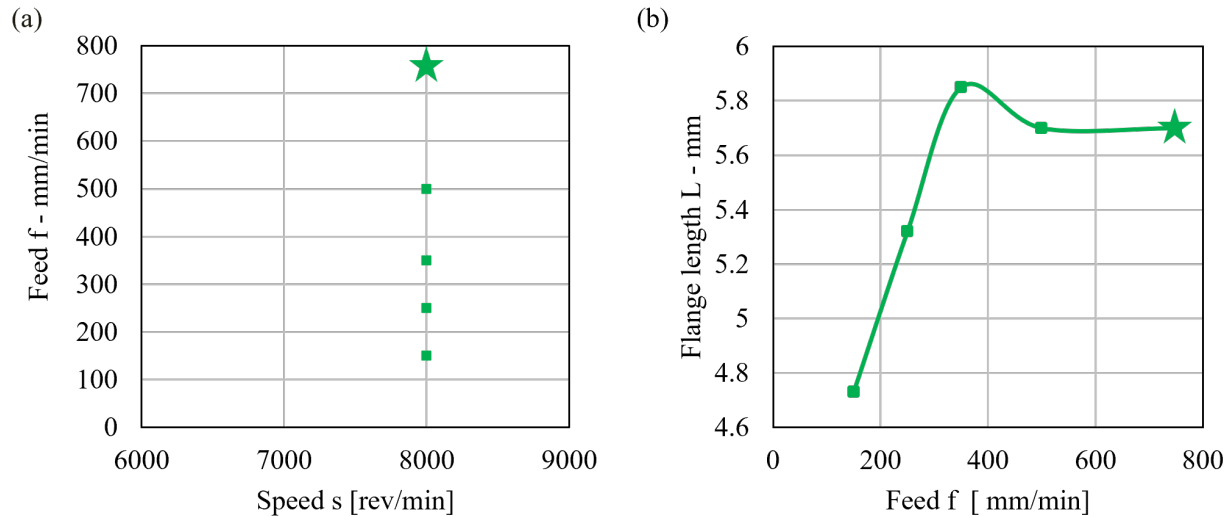 (a)
800
700
600
500
400
300
200
100
0
Feed f - mm/min
6000 7000 8000 9000
Speed s [rev/min]
(b)
6
5.8
5.6
5.4
5.2
5
4.8
4.6
Flange length L - mm
0 200 400 600 800
Feed f [ mm/min]